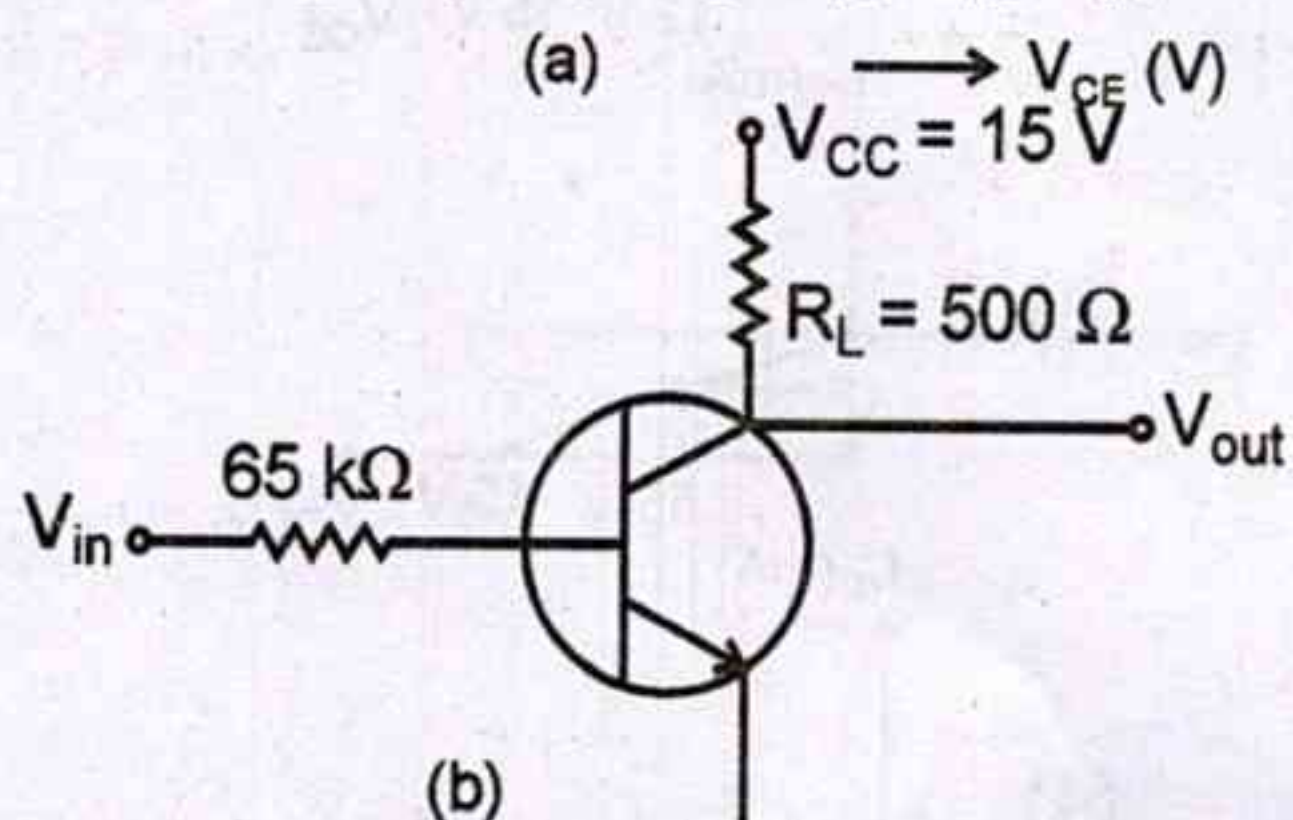 (a)
V_CE (V)
V_CC = 15 V
R_L = 500 Ω
V_out
65 kΩ
V_in
(b)